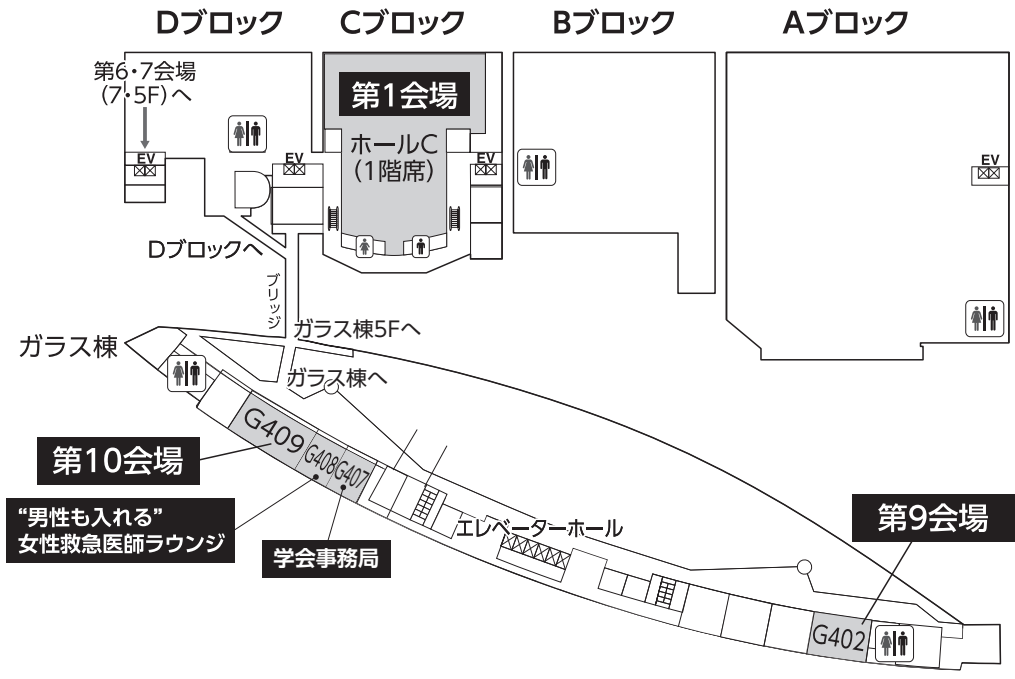 Dブロック
Cブロック
Bブロック
Aブロック
第6・7会場
(7・5F)へ
第1会場
ホールC
(1階席)
EV
EV
EV
EV
Dブロックへ
ブリッジ
ガラス棟5Fへ
ガラス棟
ガラス棟へ
G409
G408
G407
第10会場
“男性も入れる”
女性救急医師ラウンジ
学会事務局
エレベーターホール
第9会場
G402